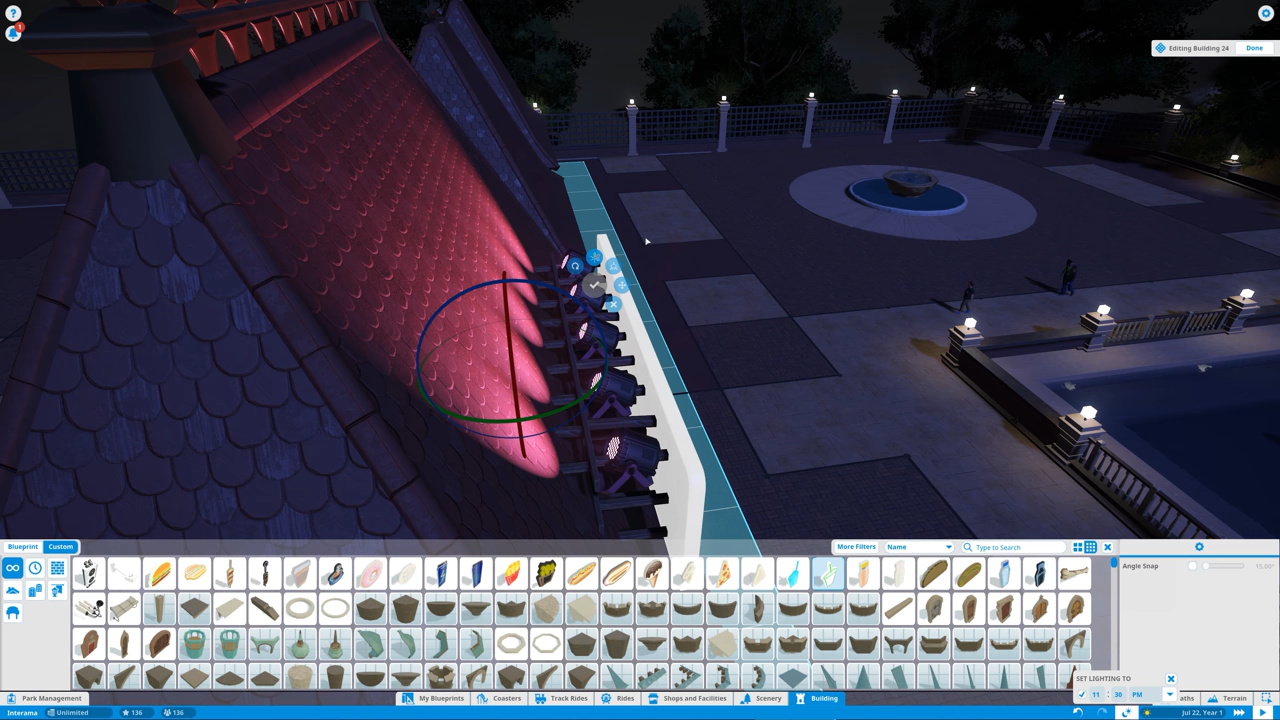 ?
1
Editing Building 24
Done
Blueprint
Custom
More Filters
Name
Type to Search
Angle Snap
15.00°
SET LIGHTING TO
11 : 30 PM
Park Management
My Blueprints
Coasters
Track Rides
Rides
Shops and Facilities
Scenery
Building
aths
Terrain
Interama
Unlimited
136
136
Jul 22, Year 1